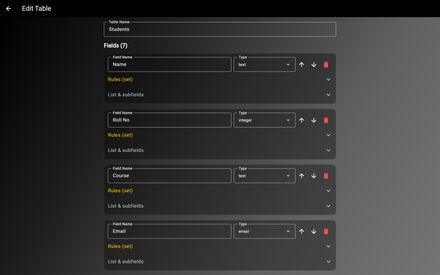 Edit Table
Table Name
Students
Fields (7)
Field Name
Type
Name
text
Rules (set)
List & subfields
Field Name
Type
Roll No
integer
Rules (set)
List & subfields
Field Name
Type
Course
text
Rules (set)
List & subfields
Field Name
Type
Email
email
Rules (set)
List & subfields